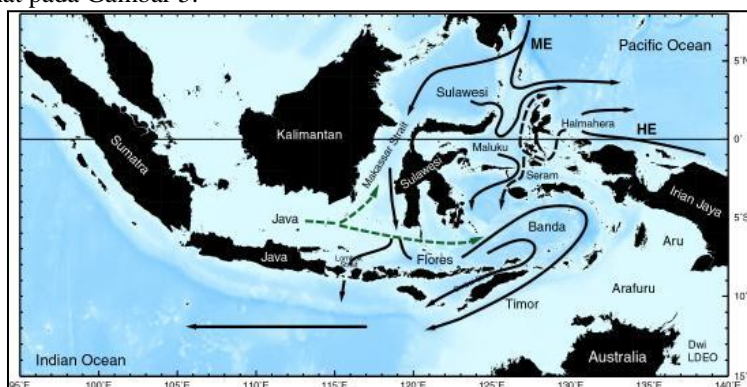 pada Gambar
ME
Pacific Ocean
5°N
Sulawesi
Halmahera
HE
Kalimantan
Makassar Strait
0°
Sumatra
Maluku
Sulawesi
Seram
Irian Jaya
Java
Banda
Aru
5°
Java
Flores
Timor
Arafuru
10°
Indian Ocean
Australia
Dwi
LDEO
15°
95°E
100°E
105°E
110°E
115°E
120°E
125°E
130°E
135°E
140°E